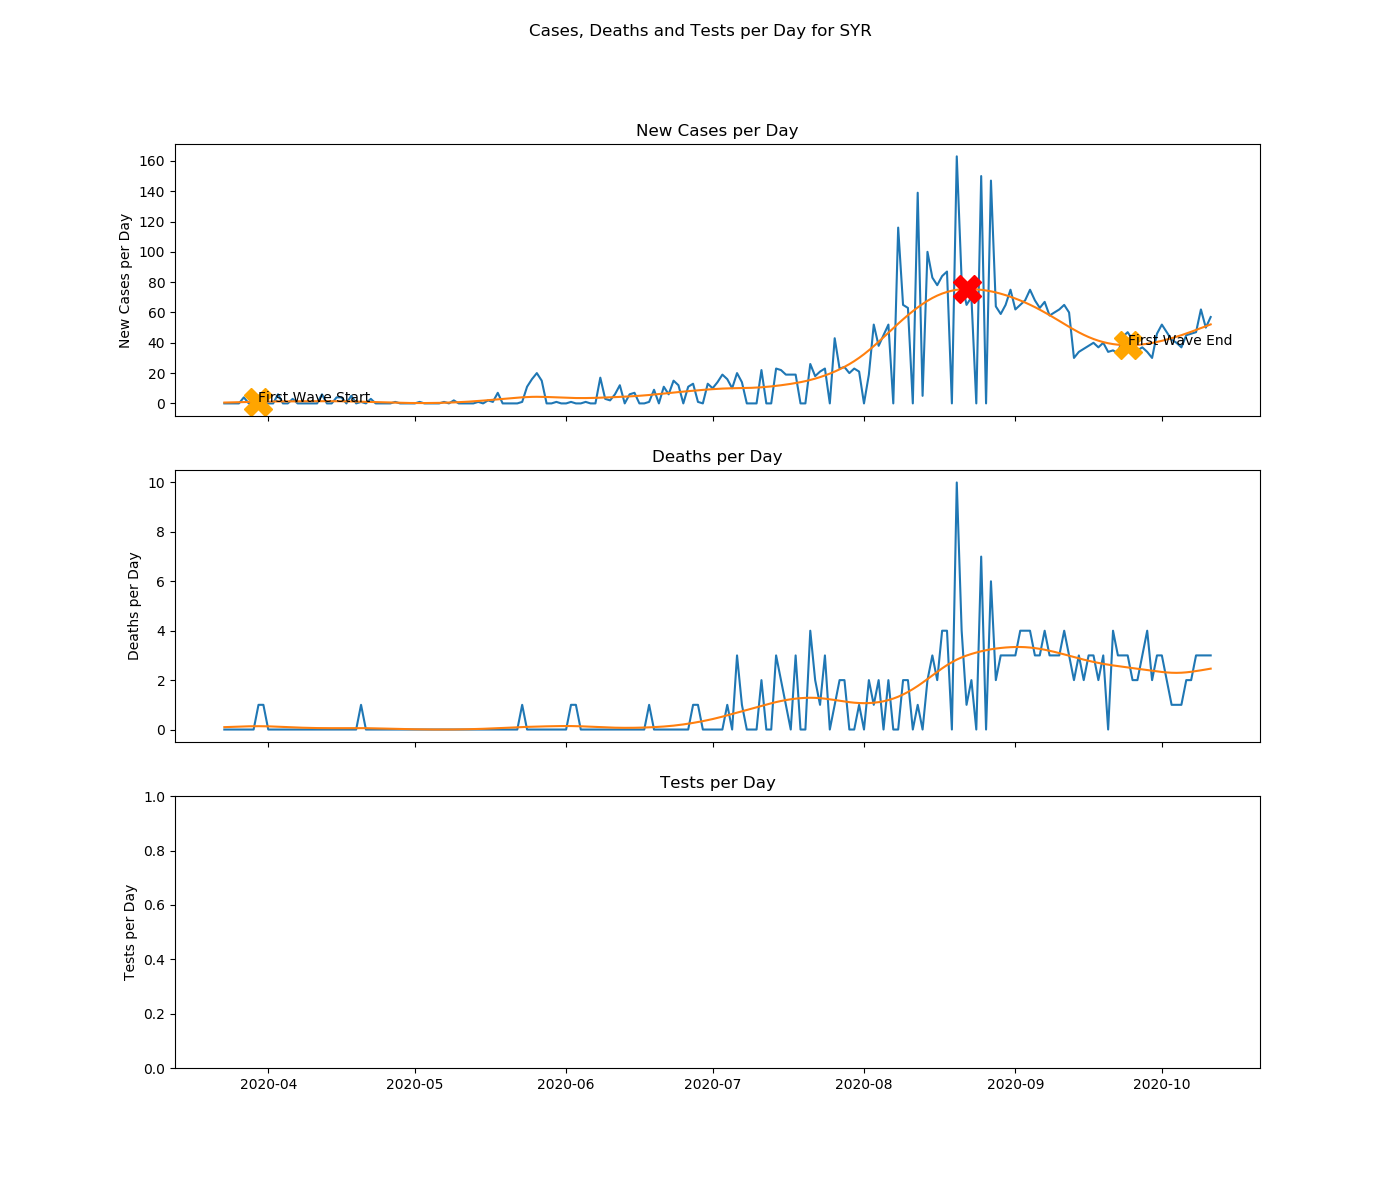 Cases, Deaths and Tests per Day for SYR
New Cases per Day
New Cases per Day
160
140
120
100
80
60
40
20
0
First Wave Start
First Wave End
Deaths per Day
Deaths per Day
10
8
6
4
2
0
Tests per Day
Tests per Day
1.0
0.8
0.6
0.4
0.2
0.0
2020-04 2020-05 2020-06 2020-07 2020-08 2020-09 2020-10